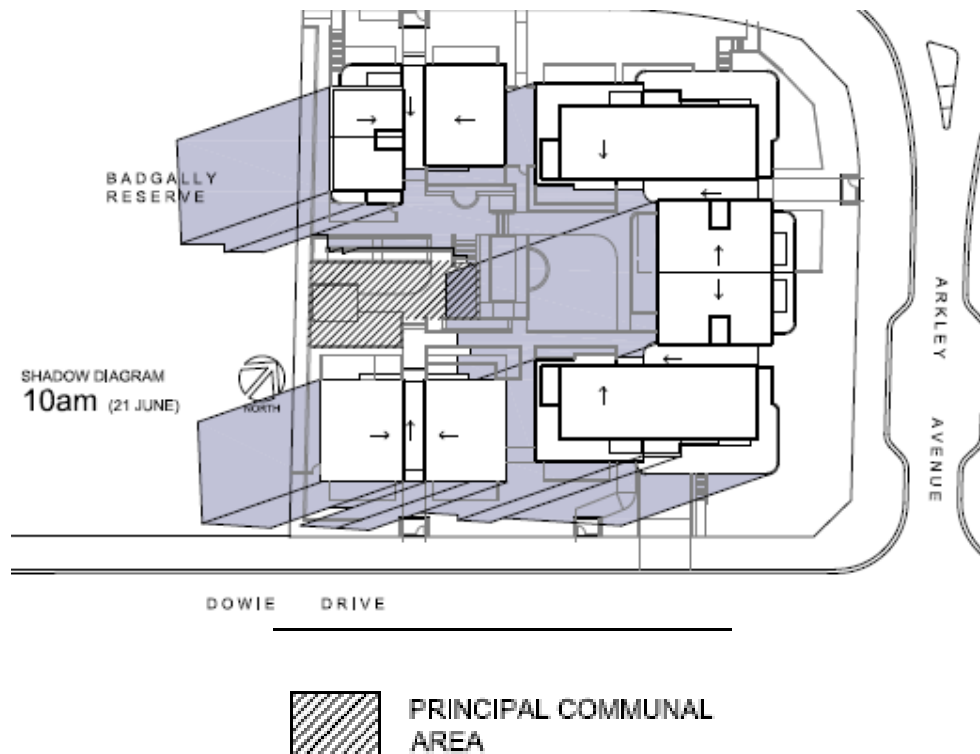 BADGALLY
RESERVE
SHADOW DIAGRAM
10am (21 JUNE)
NORTH
ARKLEY AVENUE
DOWIE DRIVE
PRINCIPAL COMMUNAL
AREA